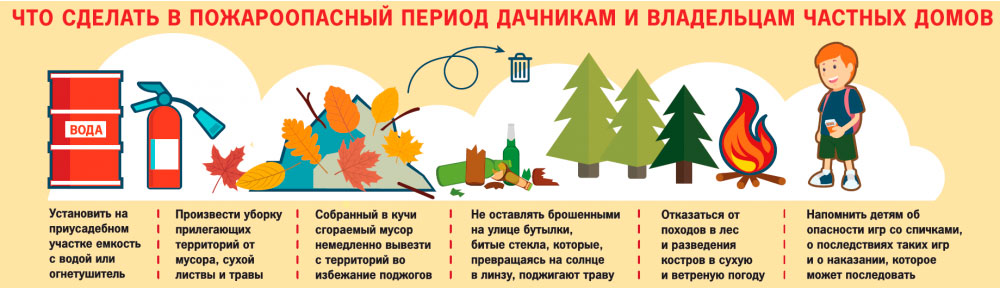 ЧТО СДЕЛАТЬ В ПОЖАРООПАСНЫЙ ПЕРИОД ДАЧНИКАМ И ВЛАДЕЛЬЦАМ ЧАСТНЫХ ДОМОВ
ВОДА
Установить на
приусадебном
участке емкость
с водой или
огнетушитель
Произвести уборку
прилегающих
территорий от
мусора, сухой
листвы и травы
Собранный в кучи
сгораемый мусор
немедленно вывезти
с территорий во
избежание поджогов
Не оставлять брошенными
на улице бутылки,
битые стекла, которые,
превращаясь на солнце
в линзу, поджигают траву
Отказаться от
походов в лес
и разведения
костров в сухую
и ветреную погоду
Напомнить детям об
опасности игр со спичками,
о последствиях таких игр
и о наказании, которое
может последовать